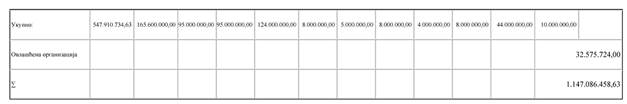 Укупно: 547.910.734,63 165.600.000,00 95.000.000,00 95.000.000,00 124.000.000,00 8.000.000,00 5.000.000,00 8.000.000,00 4.000.000,00 8.000.000,00 44.000.000,00 10.000.000,00
Овлашћена организација 32.575.724,00
∑ 1.147.086.458,63